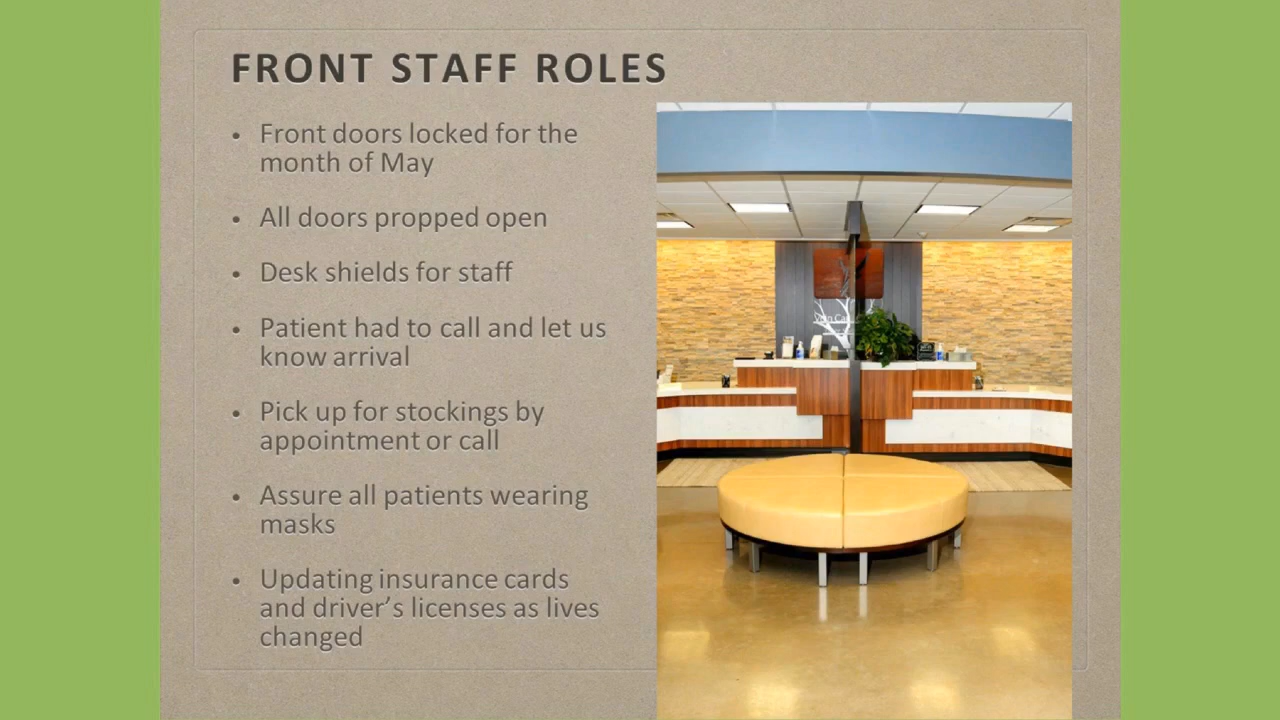 FRONT STAFF ROLES
• Front doors locked for the
month of May
• All doors propped open
• Desk shields for staff
• Patient had to call and let us
know arrival
• Pick up for stockings by
appointment or call
• Assure all patients wearing
masks
• Updating insurance cards
and driver’s licenses as lives
changed